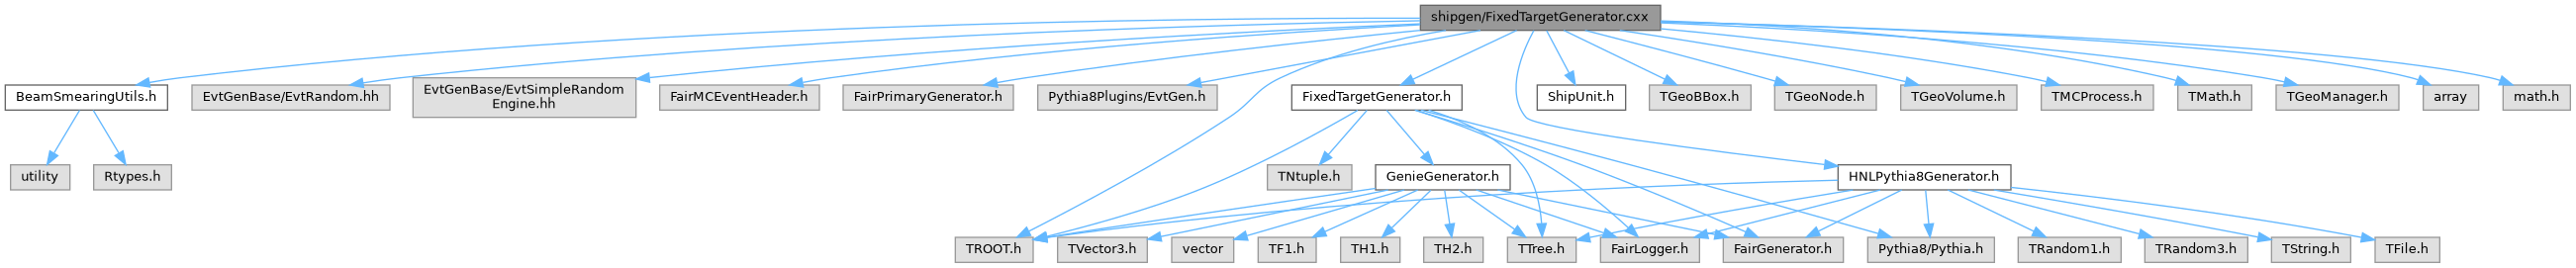 shipgen/FixedTargetGenerator.cxx
BeamSmearingUtils.h
EvtGenBase/EvtRandom.hh
EvtGenBase/EvtSimpleRandom
Engine.hh
FairMCEventHeader.h
FairPrimaryGenerator.h
Pythia8Plugins/EvtGen.h
FixedTargetGenerator.h
ShipUnit.h
TGeoBBox.h
TGeoNode.h
TGeoVolume.h
TMCProcess.h
TMath.h
TGeoManager.h
array
math.h
utility
Rtypes.h
TNtuple.h
GenieGenerator.h
HNLPythia8Generator.h
TROOT.h
TVector3.h
vector
TF1.h
TH1.h
TH2.h
TTree.h
FairLogger.h
FairGenerator.h
Pythia8/Pythia.h
TRandom1.h
TRandom3.h
TString.h
TFile.h